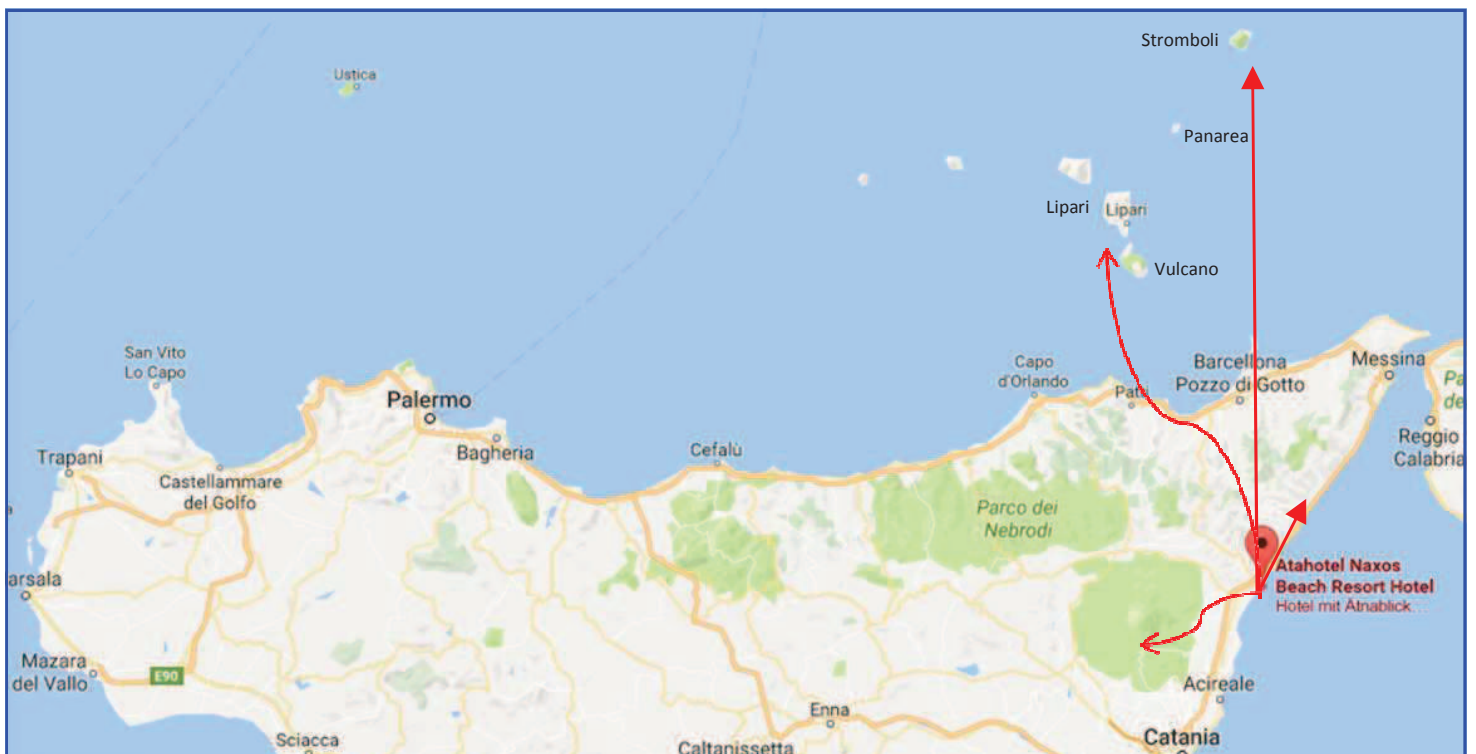 Stromboli
Ustica
Panarea
Lipari
Lipari
Vulcano
San Vito
Lo Capo
Palermo
Bagheria
Cefalù
Capo
d'Orlando
Patti
Barcellona
Pozzo di Gotto
Messina
Pa
de
Reggio
Calabria
Trapani
Castellammare
del Golfo
Parco dei
Nebrodi
arsala
Atahotel Naxos
Beach Resort Hotel
Hotel mit Ätnablick
Mazara
del Vallo
E90
Acireale
Enna
Sciacca
Caltanissetta
Catania